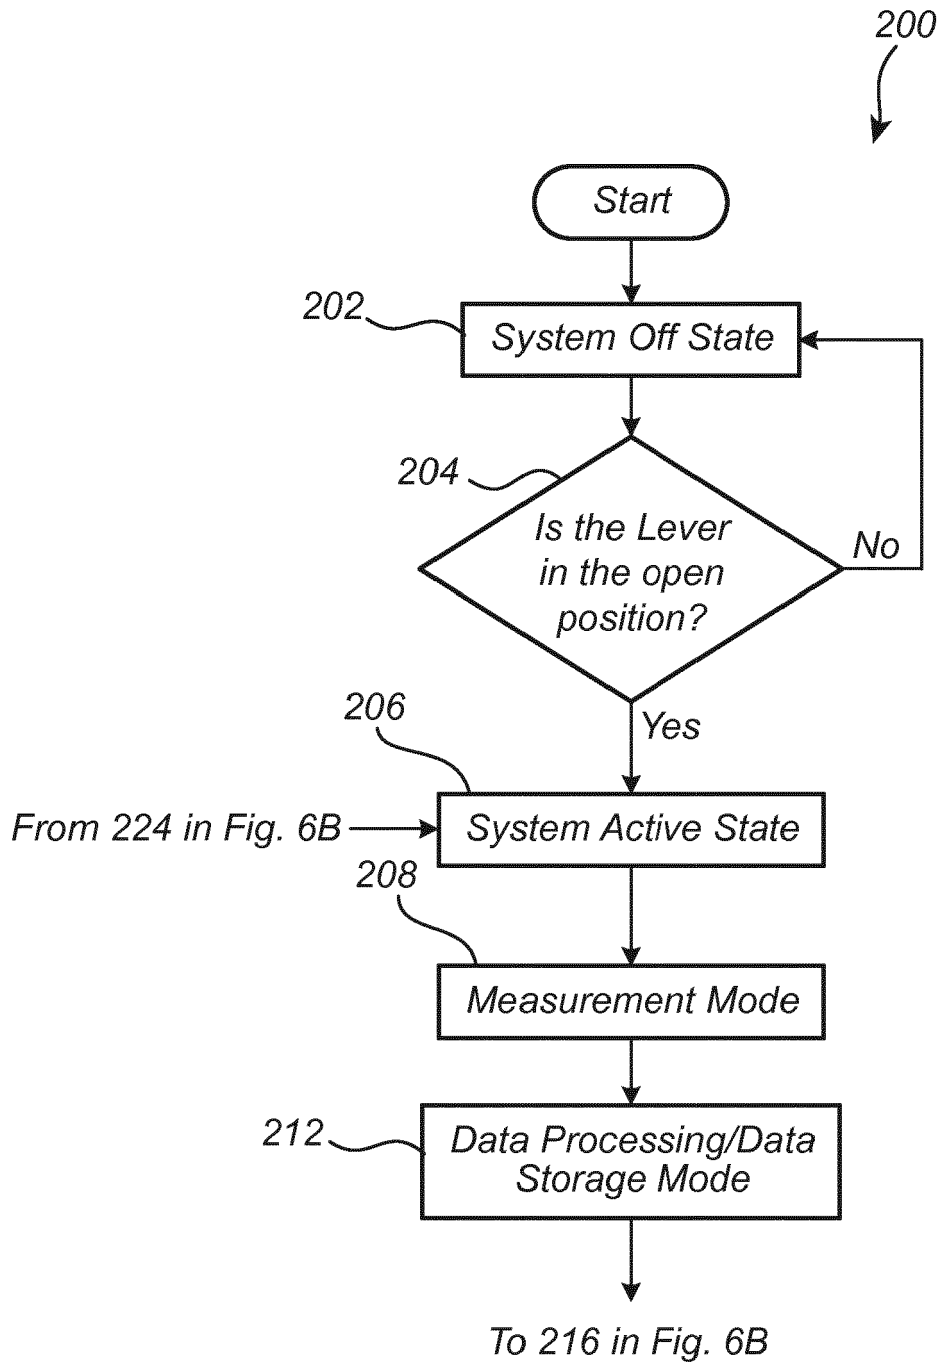 200
Start
202
System Off State
204
Is the Lever
in the open
position?
No
Yes
206
From 224 in Fig. 6B
System Active State
208
Measurement Mode
212
Data Processing/Data
Storage Mode
To 216 in Fig. 6B